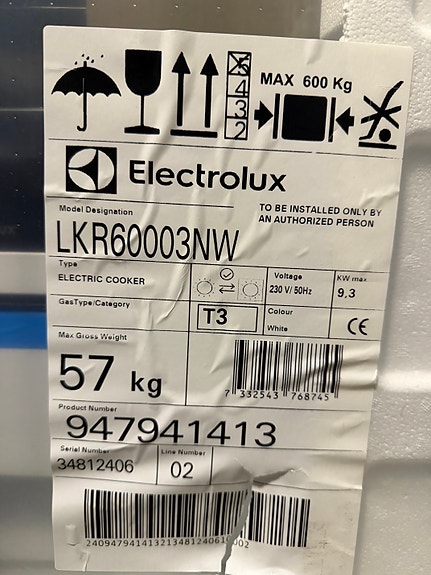 5
4
3
2
MAX 600 Kg
Electrolux
Model Designation
TO BE INSTALLED ONLY BY
AN AUTHORIZED PERSON
LKR60003NW
Type
ELECTRIC COOKER
Voltage
230 V/ 50Hz
KW max
9,3
GasType/Category
T3
Colour
White
CE
Max Gross Weight
57 kg
7 332543 768745
Product Number
947941413
Serial Number
34812406
Line Number
02